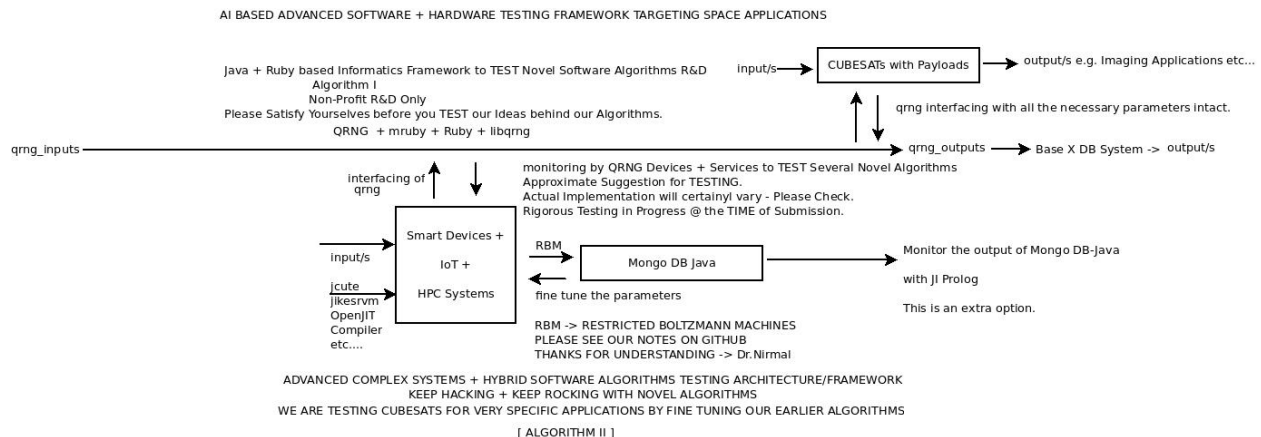 AI BASED ADVANCED SOFTWARE + HARDWARE TESTING FRAMEWORK TARGETING SPACE APPLICATIONS
Java + Ruby based Informatics Framework to TEST Novel Software Algorithms R&D
Algorithm I
Non-Profit R&D Only
Please Satisfy Yourselves before you TEST our Ideas behind our Algorithms.
QRNG + mruby + Ruby + libqrng
input/s
CUBESATs with Payloads
output/s e.g. Imaging Applications etc...
qrng interfacing with all the necessary parameters intact.
qrng_inputs
qrng_outputs
Base X DB System -> output/s
interfacing of
qrng
monitoring by QRNG Devices + Services to TEST Several Novel Algorithms
Approximate Suggestion for TESTING.
Actual Implementation will certainyl vary - Please Check.
Rigorous Testing in Progress @ the TIME of Submission.
input/s
jcute
jikesrvm
OpenJIT
Compiler
etc....
Smart Devices +
IoT +
HPC Systems
RBM
Mongo DB Java
fine tune the parameters
Monitor the output of Mongo DB-Java
with JI Prolog
This is an extra option.
RBM -> RESTRICTED BOLTZMANN MACHINES
PLEASE SEE OUR NOTES ON GITHUB
THANKS FOR UNDERSTANDING -> Dr.Nirmal
ADVANCED COMPLEX SYSTEMS + HYBRID SOFTWARE ALGORITHMS TESTING ARCHITECTURE/FRAMEWORK
KEEP HACKING + KEEP ROCKING WITH NOVEL ALGORITHMS
WE ARE TESTING CUBESATS FOR VERY SPECIFIC APPLICATIONS BY FINE TUNING OUR EARLIER ALGORITHMS
[ ALGORITHM II ]